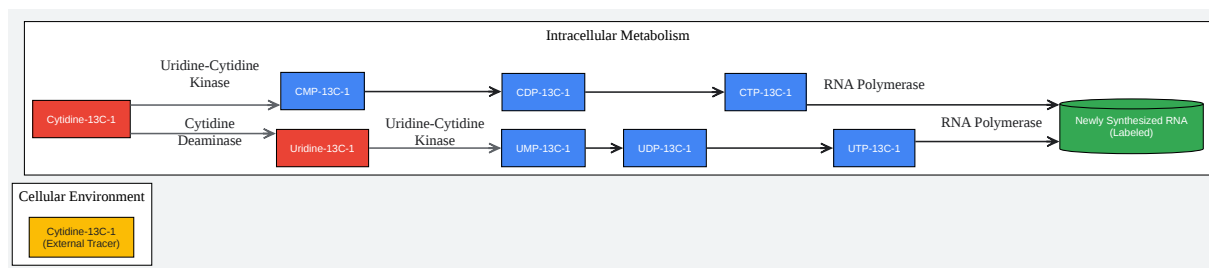 Intracellular Metabolism
Uridine-Cytidine
Kinase
RNA Polymerase
CMP-13C-1
CDP-13C-1
CTP-13C-1
Cytidine-13C-1
Cytidine
Deaminase
Uridine-Cytidine
Kinase
RNA Polymerase
Newly Synthesized RNA
(Labeled)
Uridine-13C-1
UMP-13C-1
UDP-13C-1
UTP-13C-1
Cellular Environment
Cytidine-13C-1
(External Tracer)